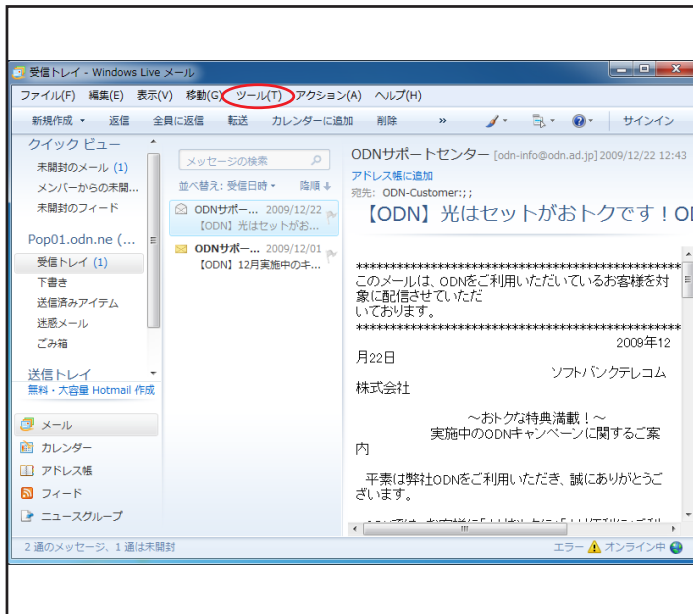 受信トレイ - Windows Live メール
ファイル(F) 編集(E) 表示(V) 移動(G) ツール(T) アクション(A) ヘルプ(H)
新規作成 返信 全員に返信 転送 カレンダーに追加 削除 » サインイン
クイック ビュー
未開封のメール (1)
メンバーからの未開...
未開封のフィード
Pop01.odn.ne (...
受信トレイ (1)
下書き
送信済みアイテム
迷惑メール
ごみ箱
送信トレイ
無料・大容量 Hotmail 作成
メール
カレンダー
アドレス帳
フィード
ニュースグループ
メッセージの検索
並べ替え: 受信日時 降順
ODNサポー... 2009/12/22
【ODN】光はセットがお...
ODNサポー... 2009/12/01
【ODN】12月実施中のキ...
ODNサポートセンター [odn-info@odn.ad.jp] 2009/12/22 12:43
アドレス帳に追加
宛先: ODN-Customer:;;
【ODN】光はセットがおトクです！OD
**************************************************
このメールは、ODNをご利用いただいているお客様を対
象に配信させていただ
いております。
**************************************************
2009年12
月22日
ソフトバンクテレコム
株式会社
～おトクな特典満載！～
実施中のODNキャンペーンに関するご案
内
平素は弊社ODNをご利用いただき、誠にありがとうご
ざいます。
2 通のメッセージ、1 通は未開封
エラー オンライン中